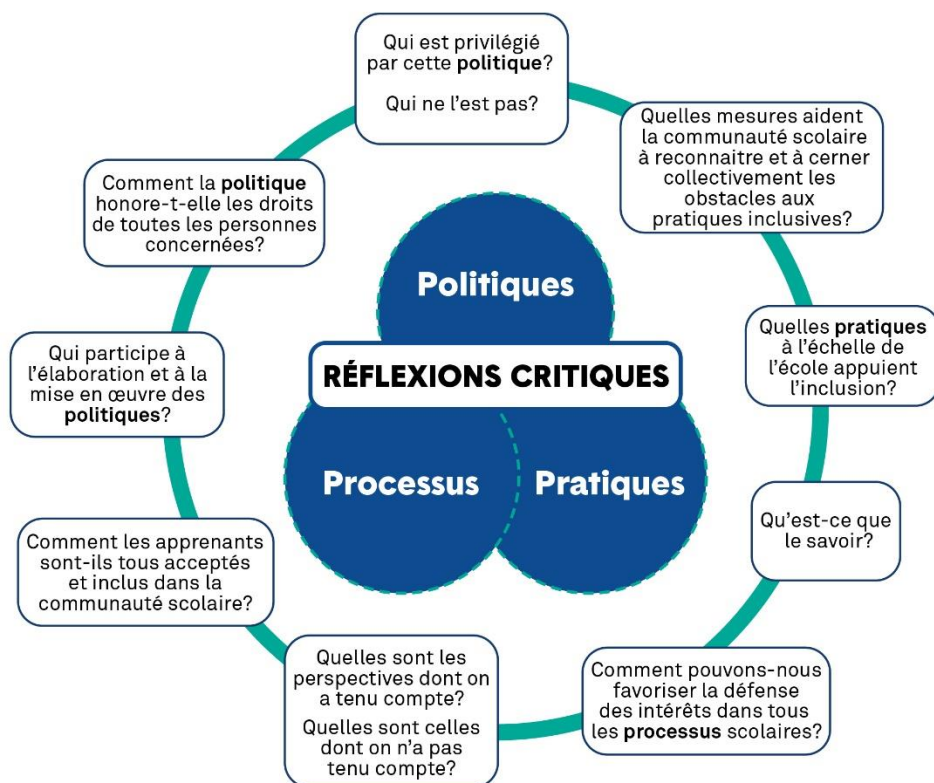 Qui est privilégié
par cette politique?
Qui ne l'est pas?
Quelles mesures aident
la communauté scolaire
à reconnaitre et à cerner
collectivement les
obstacles aux
pratiques inclusives?
Quelles pratiques
à l'échelle de
l'école appuient
l'inclusion?
Qu'est-ce que
le savoir?
Comment pouvons-nous
favoriser la défense
des intérêts dans tous
les processus scolaires?
Quelles sont les
perspectives dont on
a tenu compte?
Quelles sont celles
dont on n'a pas
tenu compte?
Comment les apprenants
sont-ils tous acceptés
et inclus dans la
communauté scolaire?
Qui participe à
l'élaboration et à la
mise en œuvre des
politiques?
Comment la politique
honore-t-elle les droits
de toutes les personnes
concernées?
Politiques
RÉFLEXIONS CRITIQUES
Processus
Pratiques